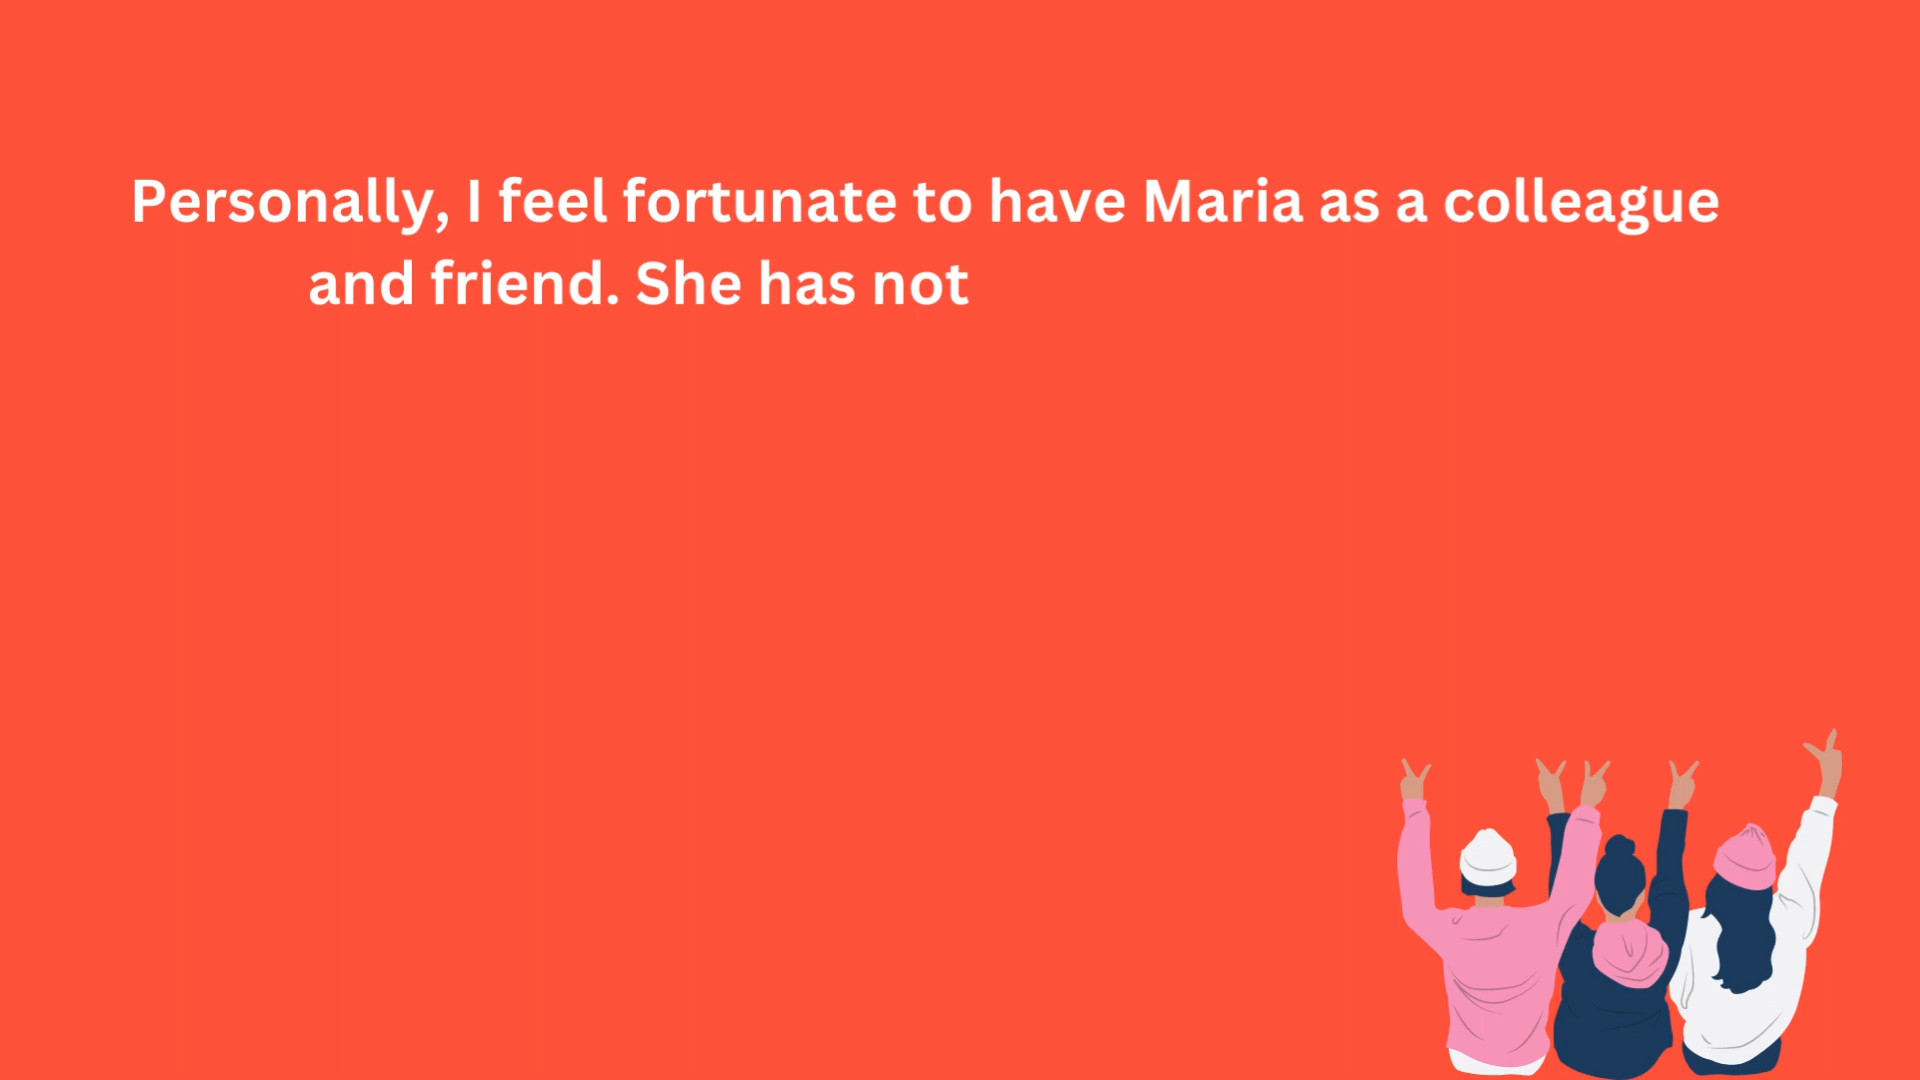 Personally, I feel fortunate to have Maria as a colleague
and friend. She has not